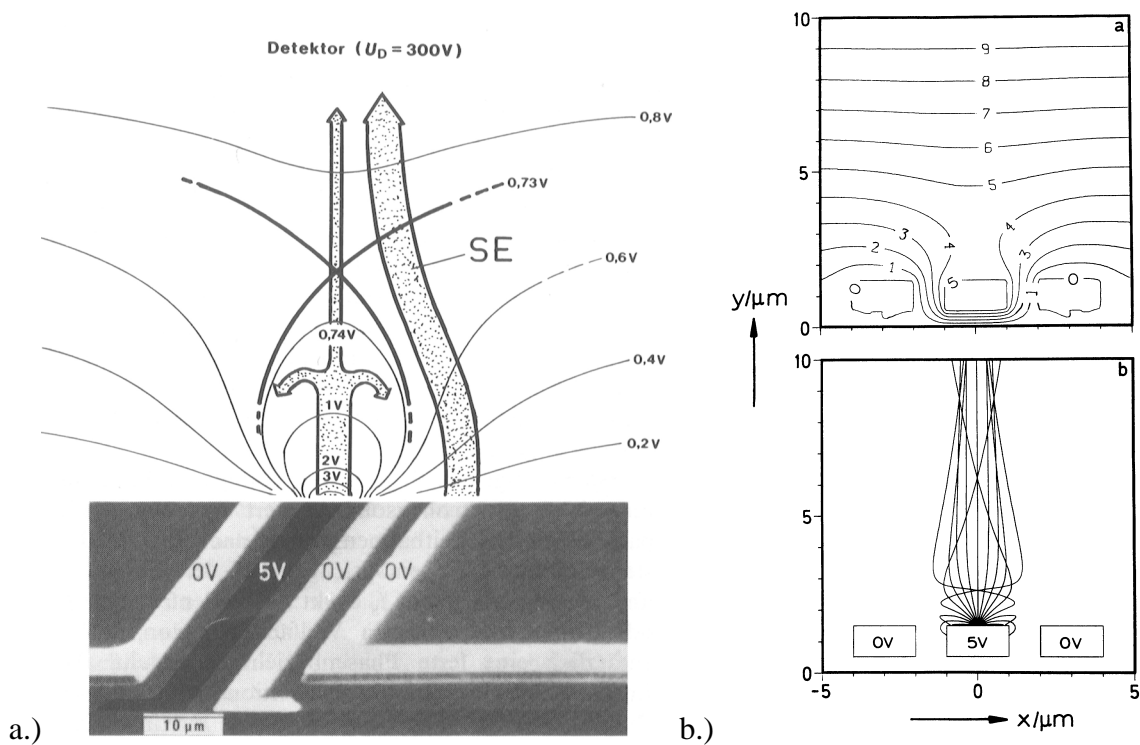 Detektor (U_D = 300V)
0,8V
0,73V
SE
0,6V
0,74V
0,4V
1V
2V
3V
0,2V
0V 5V 0V 0V
10 µm
a.)
10
a
9
8
7
6
5
5
4
4
3
3
2
1
1
0
0
5
0
y/µm
10
b
5
0V 5V 0V
0
-5 0 5
x/µm
b.)